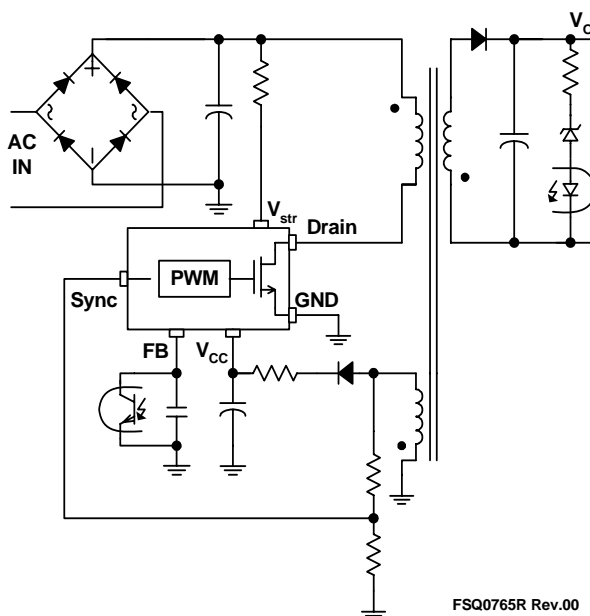 V
AC
IN
V str
Drain
PWM
GND
Sync
FB
V CC
FSQ0765R Rev.00